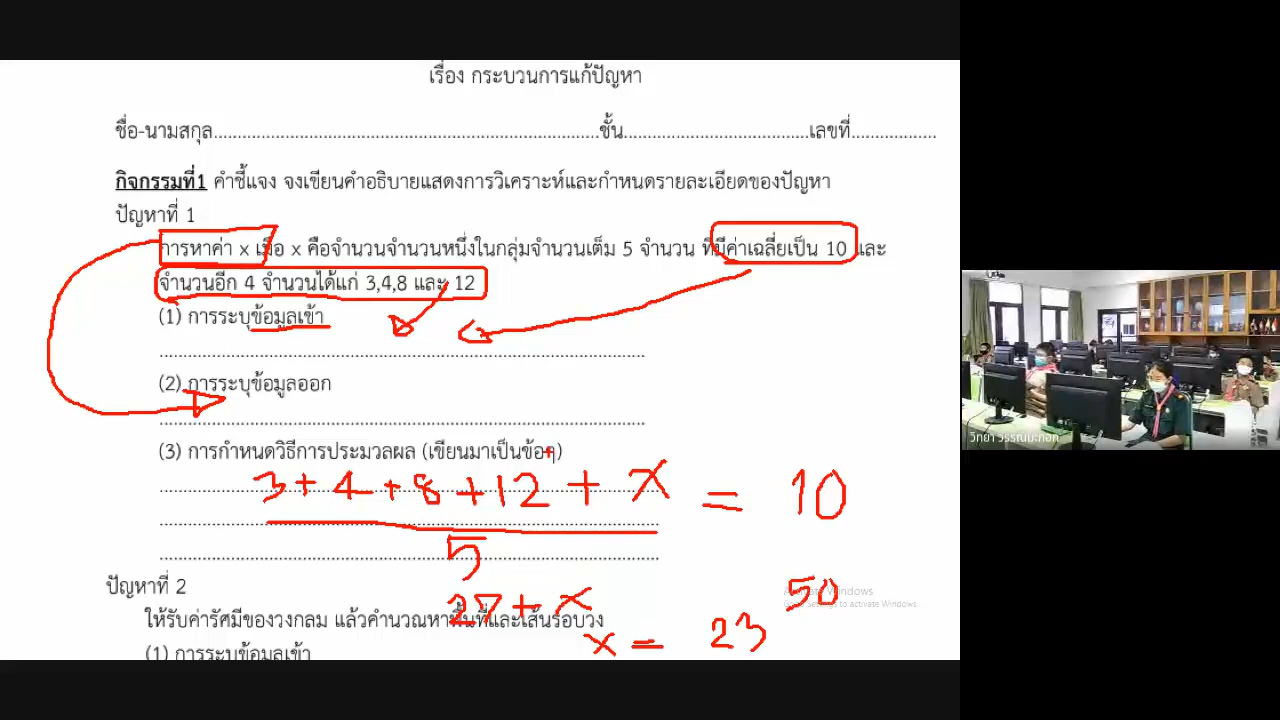 เรื่อง กระบวนการแก้ปัญหา
ชื่อ-นามสกุล................................ชั้น................................เลขที่..................
กิจกรรมที่1 คำชี้แจง จงเขียนคำอธิบายแสดงการวิเคราะห์และกำหนดรายละเอียดของปัญหา
ปัญหาที่ 1
การหาค่า x เมื่อ x คือจำนวนจำนวนหนึ่งในกลุ่มจำนวนเต็ม 5 จำนวน ที่มีค่าเฉลี่ยเป็น 10 และ
จำนวนอีก 4 จำนวนได้แก่ 3,4,8 และ 12
(1) การระบุข้อมูลเข้า
(2) การระบุข้อมูลออก
(3) การกำหนดวิธีการประมวลผล (เขียนมาเป็นข้อๆ)
3+4+8+12+x = 10
5
ปัญหาที่ 2
27+x 50
ให้รับค่ารัศมีของวงกลม แล้วคำนวณหาพื้นที่และเส้นรอบวง
x = 23
(1) การระบุข้อมูลเข้า
Activate Windows
Go to Settings to activate Windows.
วิทยา วรรณมะกอก